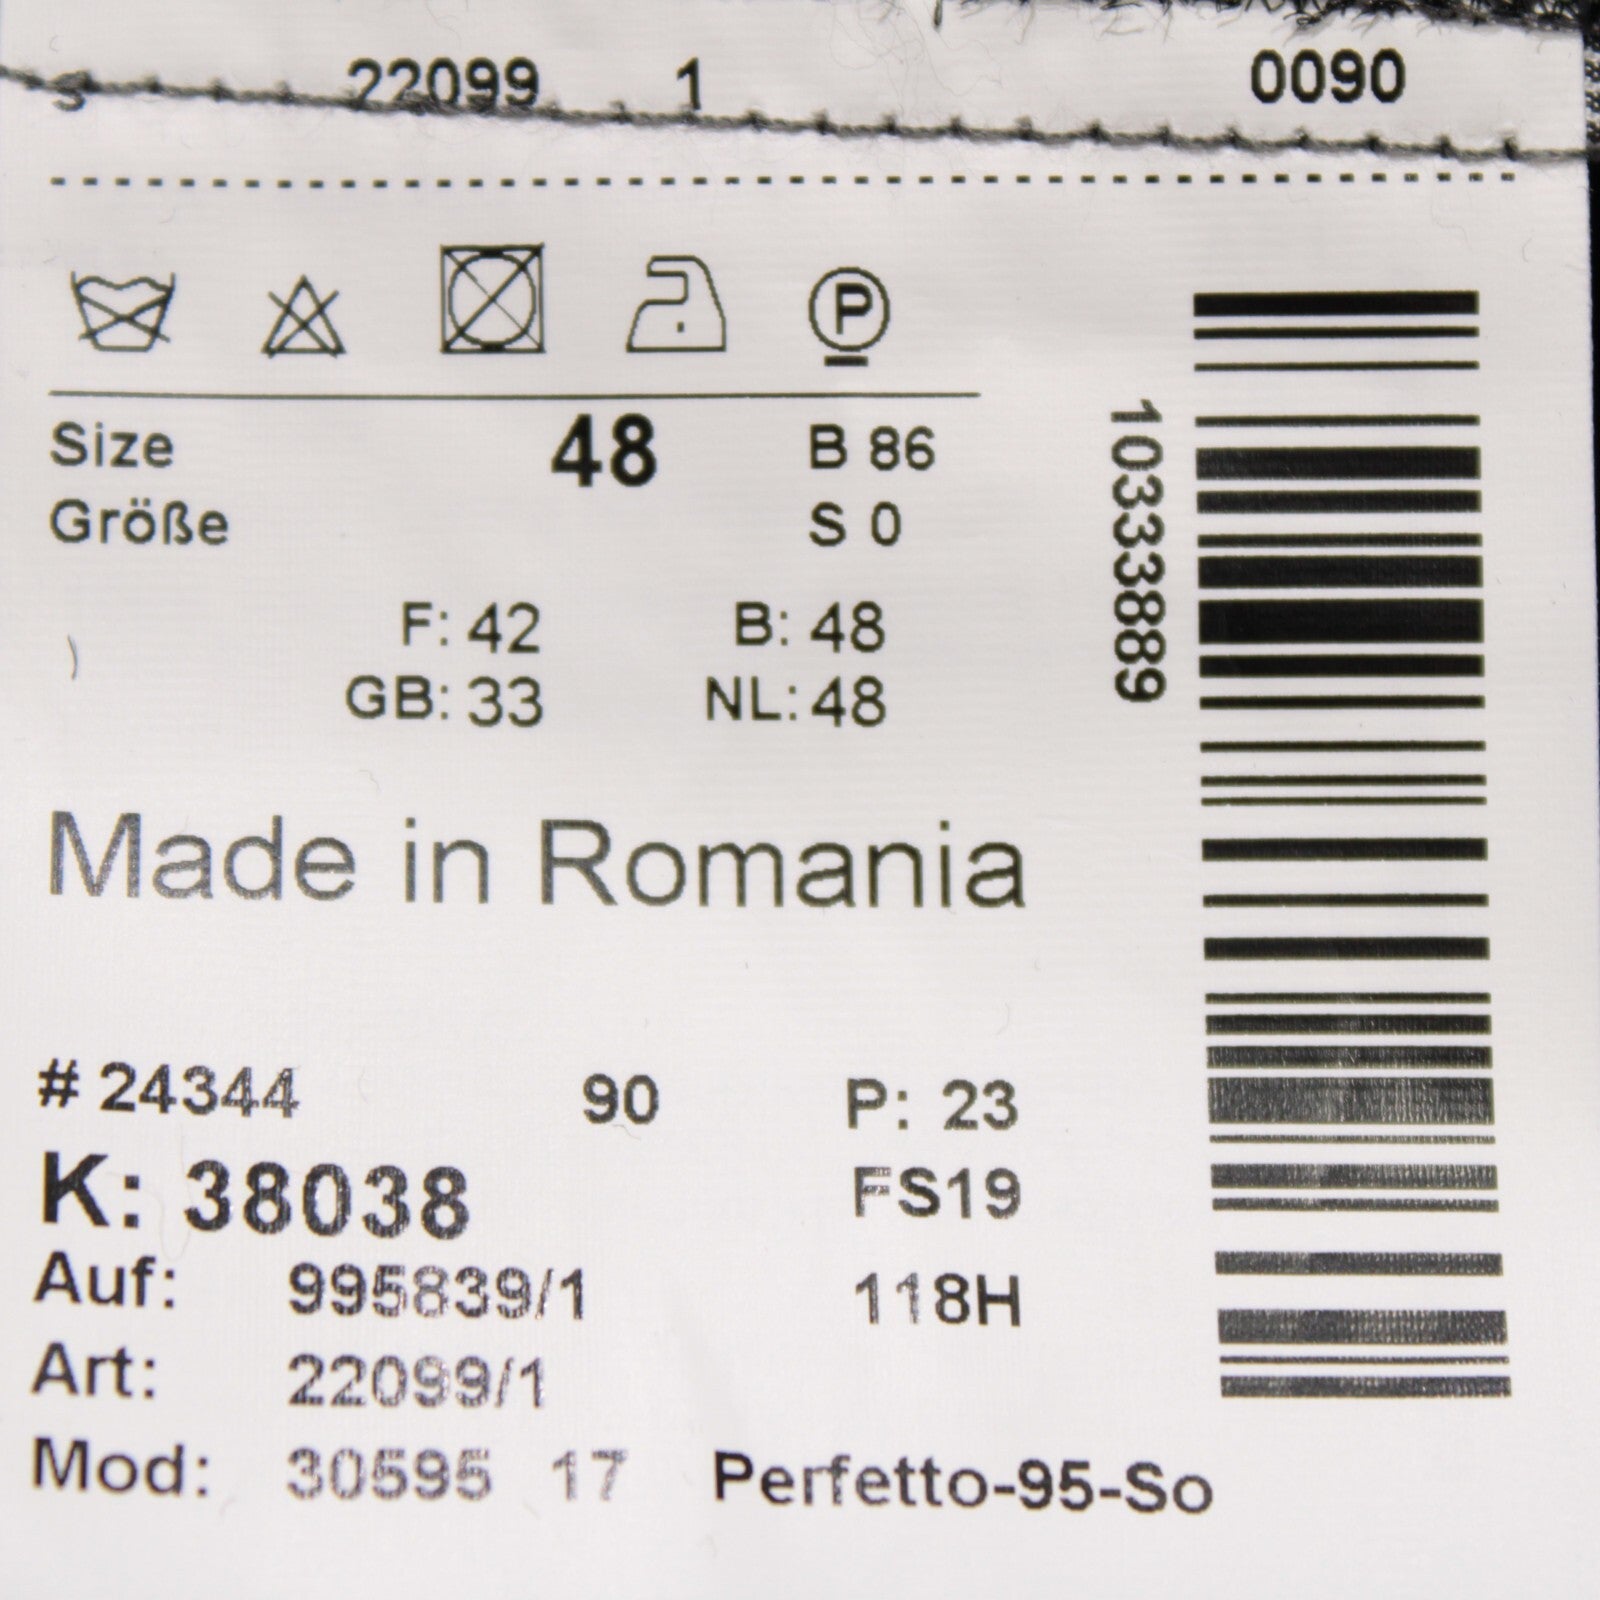 22099 1 0090
P
Size 48 B 86
Größe S 0
F: 42 B: 48
GB: 33 NL: 48
10333889
Made in Romania
# 24344 90 P: 23
K: 38038 FS19
Auf: 995839/1 118H
Art: 22099/1
Mod: 30595 17 Perfetto-95-So